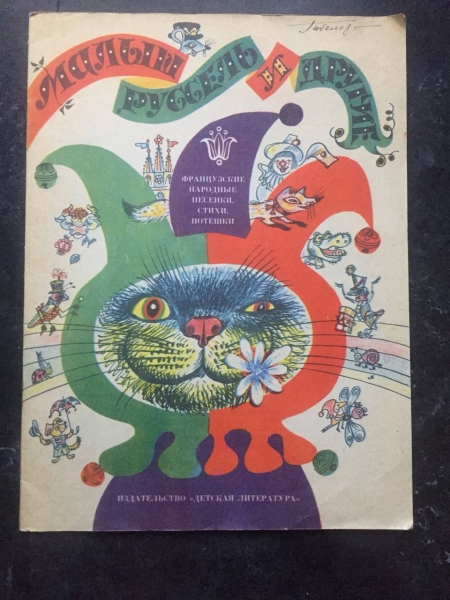 МАЛЫШ
РУССЕЛЬ И ДРУГИЕ
ФРАНЦУЗСКИЕ
НАРОДНЫЕ
ПЕСЕНКИ,
СТИХИ,
ПОТЕШКИ
ИЗДАТЕЛЬСТВО «ДЕТСКАЯ ЛИТЕРАТУРА»